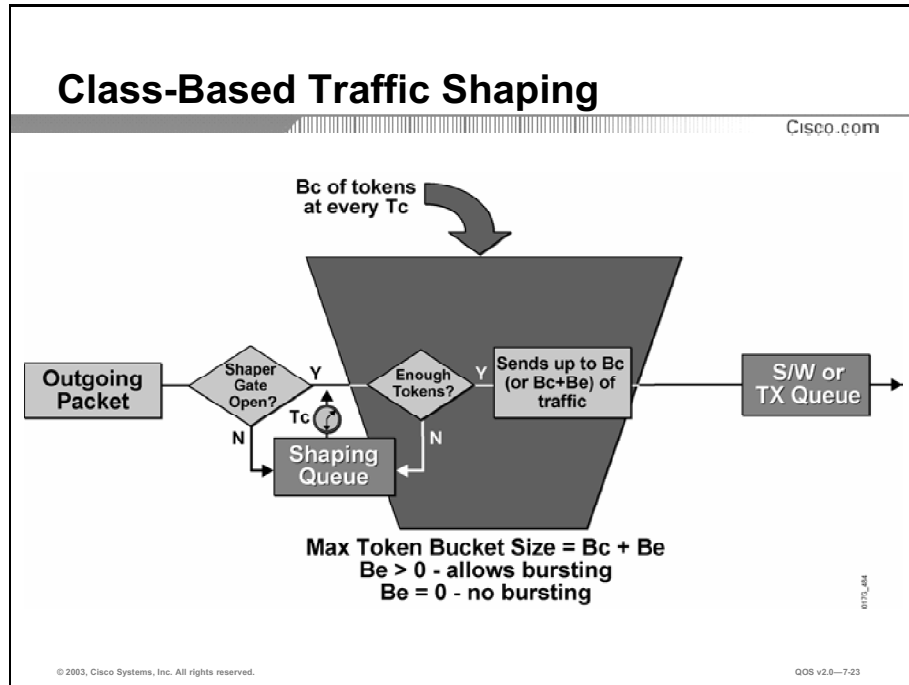 Class-Based Traffic Shaping
Cisco.com
Bc of tokens
at every Tc
Outgoing
Packet
Shaper
Gate
Open?
Y
N
Tc
Shaping
Queue
Enough
Tokens?
Y
N
Sends up to Bc
(or Bc+Be) of
traffic
S/W or
TX Queue
Max Token Bucket Size = Bc + Be
Be > 0 - allows bursting
Be = 0 - no bursting
© 2003, Cisco Systems, Inc. All rights reserved.
QOS v2.0—7-23